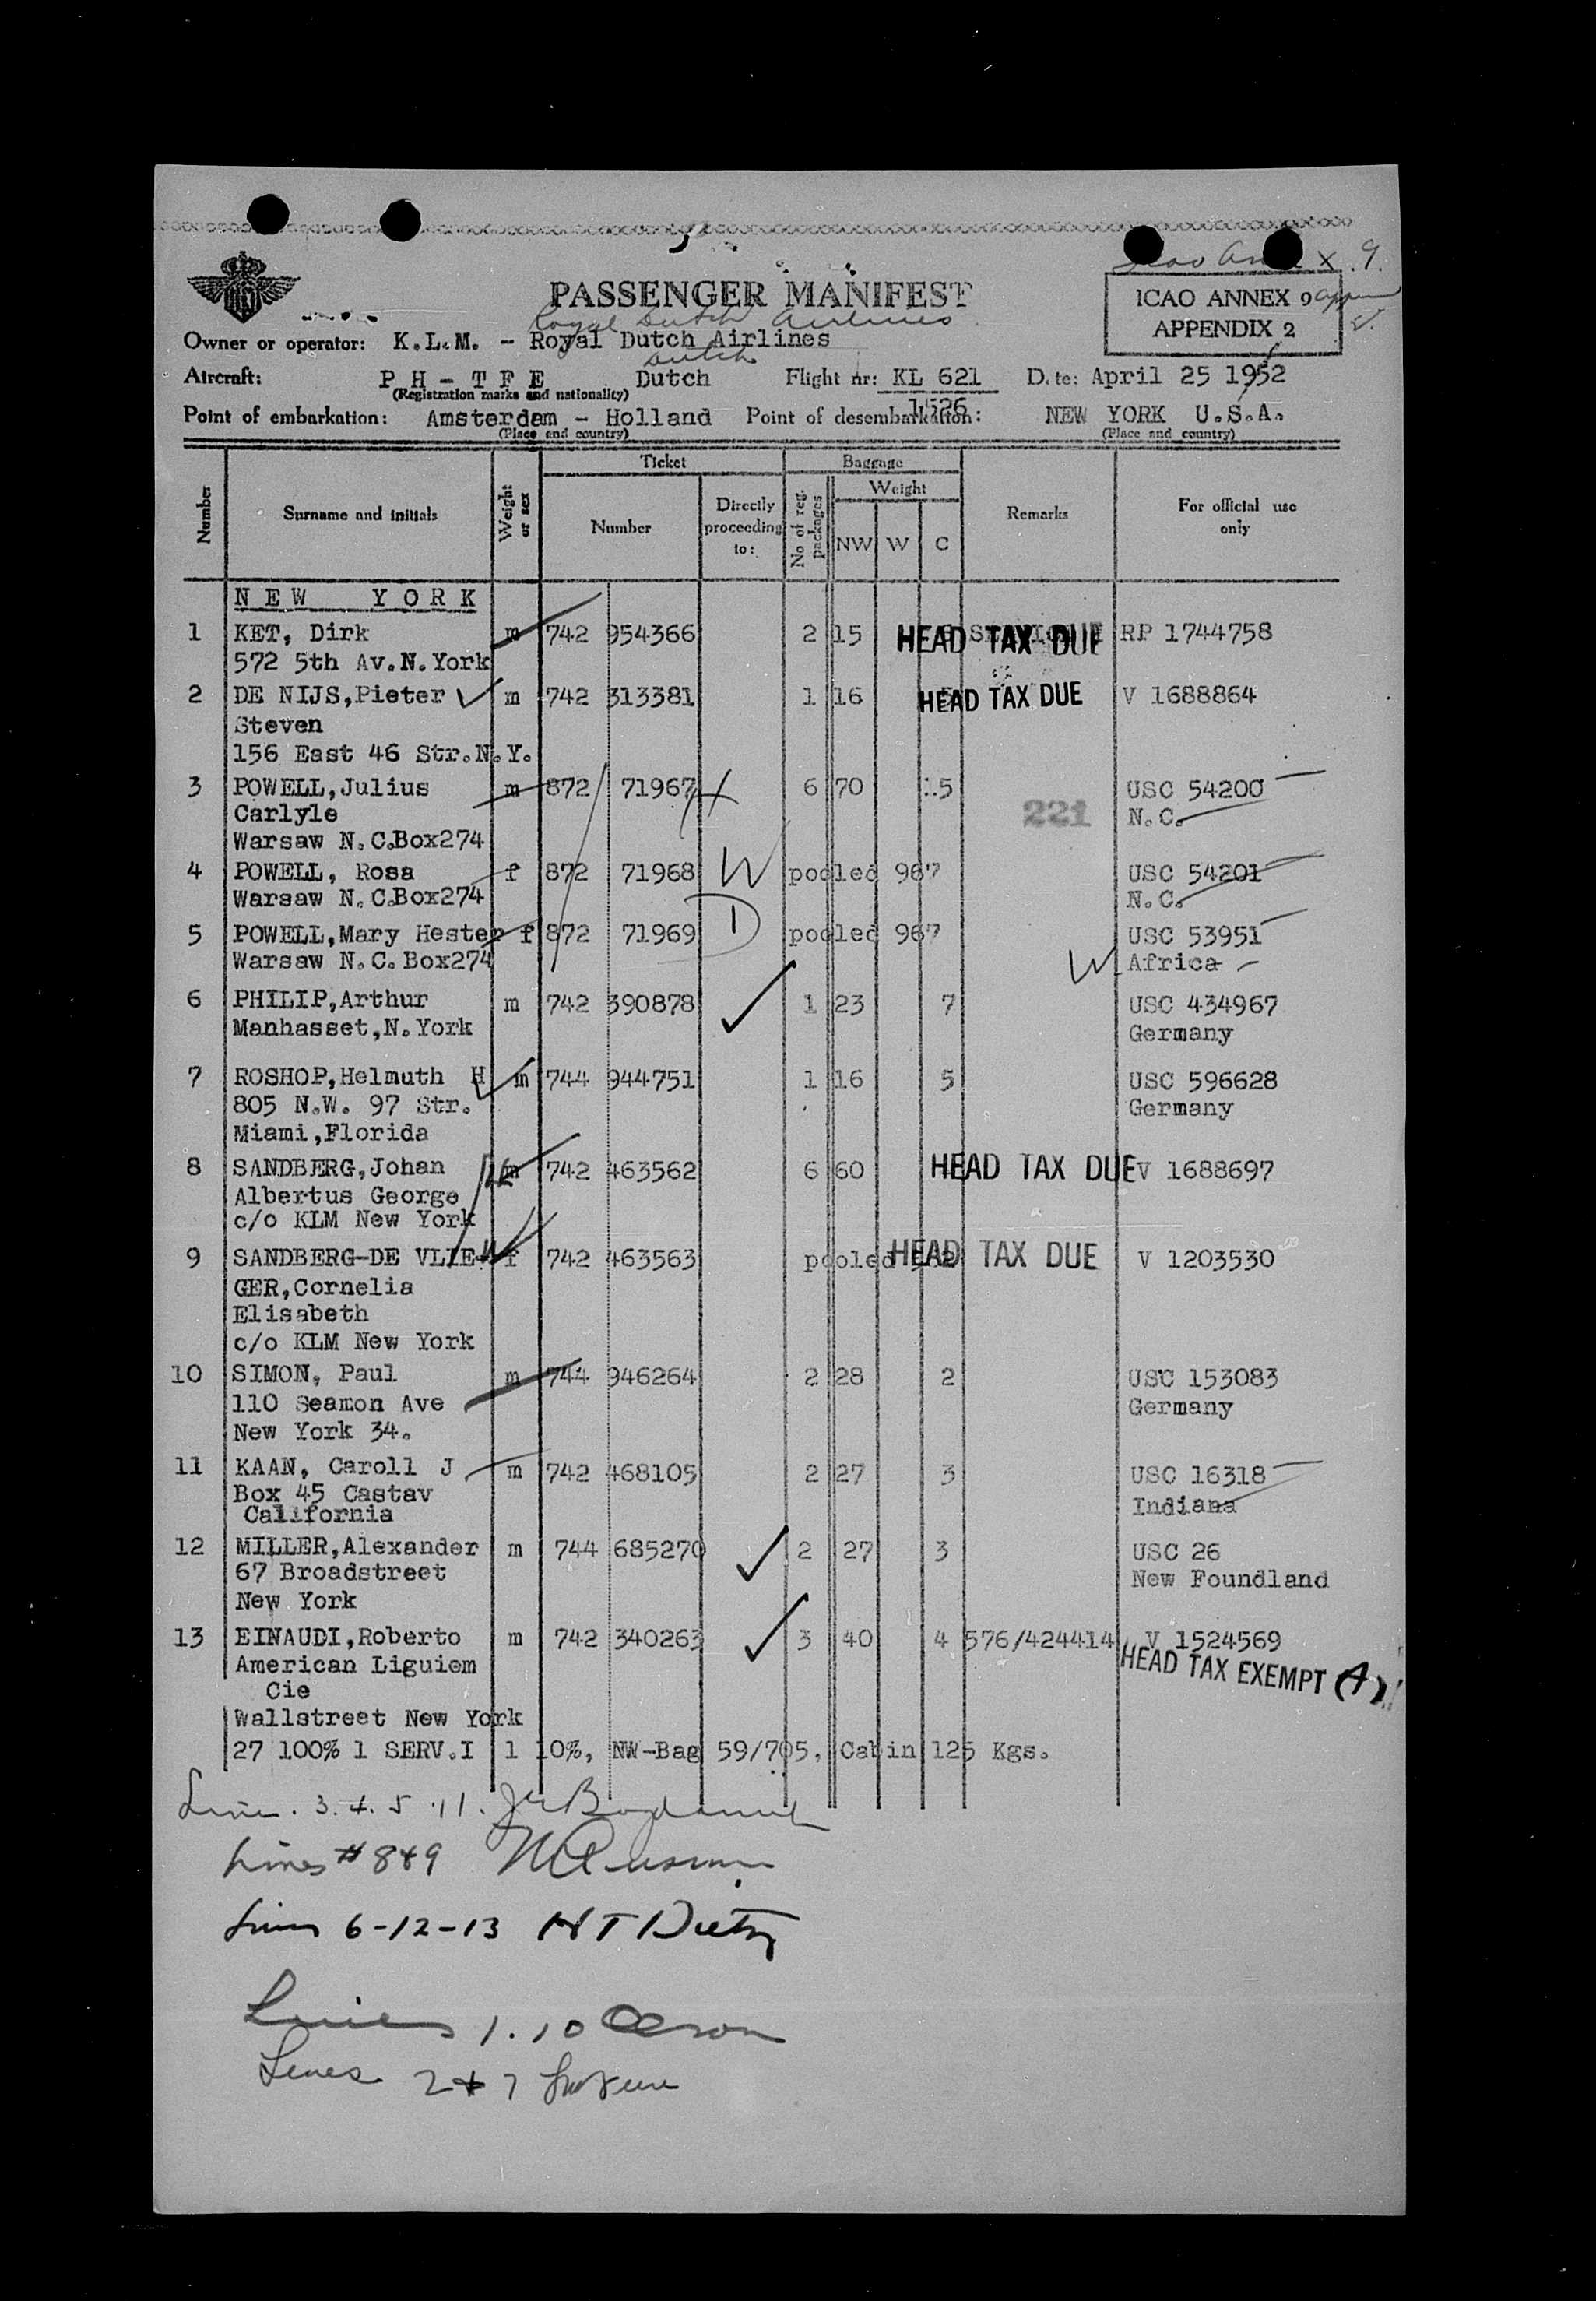 PASSENGER MANIFEST
ICAO ANNEX 9
APPENDIX 2
Royal Dutch Airlines
Owner or operator: K.L.M. - Royal Dutch Airlines
Dutch
Aircraft: P H - T F E Dutch Flight nr: KL 621 Date: April 25 1952
(Registration marks and nationality)
1526
Point of embarkation: Amsterdam - Holland Point of desembarkation: NEW YORK U.S.A.
(Place and country) (Place and country)
Ticket Baggage
Number Surname and initials Weight or sex Number Directly proceeding to: No of reg. packages Weight NW W C Remarks For official use only
NEW YORK
1 KET, Dirk m 742 954366 2 15 HEAD TAX DUE RP 1744758
572 5th Av.N.York
2 DE NIJS,Pieter m 742 313381 1 16 HEAD TAX DUE V 1688864
Steven
156 East 46 Str.N.Y.
3 POWELL,Julius m 872 71967 6 70 15 USC 54200
Carlyle 221 N.C.
Warsaw N.C.Box274
4 POWELL, Rosa f 872 71968 W pooled 967 USC 54201
Warsaw N.C.Box274 N.C.
5 POWELL,Mary Hester f 872 71969 pooled 967 USC 53951
Warsaw N.C.Box274 W Africa
6 PHILIP,Arthur m 742 390878 1 23 7 USC 434967
Manhasset,N.York Germany
7 ROSHOP,Helmuth H m 744 944751 1 16 5 USC 596628
805 N.W. 97 Str. Germany
Miami,Florida
8 SANDBERG,Johan m 742 463562 6 60 HEAD TAX DUE V 1688697
Albertus George
c/o KLM New York
9 SANDBERG-DE VLIE- f 742 463563 pooled HEAD TAX DUE V 1203530
GER,Cornelia
Elisabeth
c/o KLM New York
10 SIMON, Paul m 744 946264 2 28 2 USC 153083
110 Seamon Ave Germany
New York 34.
11 KAAN, Caroll J m 742 468105 2 27 3 USC 16318
Box 45 Castav Indiana
California
12 MILLER,Alexander m 744 685270 2 27 3 USC 26
67 Broadstreet New Foundland
New York
13 EINAUDI,Roberto m 742 340263 3 40 4 576/424414 V 1524569
American Liguiem HEAD TAX EXEMPT (A)
Cie
Wallstreet New York
27 100% 1 SERV.I 1 10%, NW-Bag 59/705, Cabin 125 Kgs.
Lines 3.4.5.11.
Lines # 8&9
Lines 6-12-13 HT Dietz
Lines 1.10 Olson
Lines 2 & 7